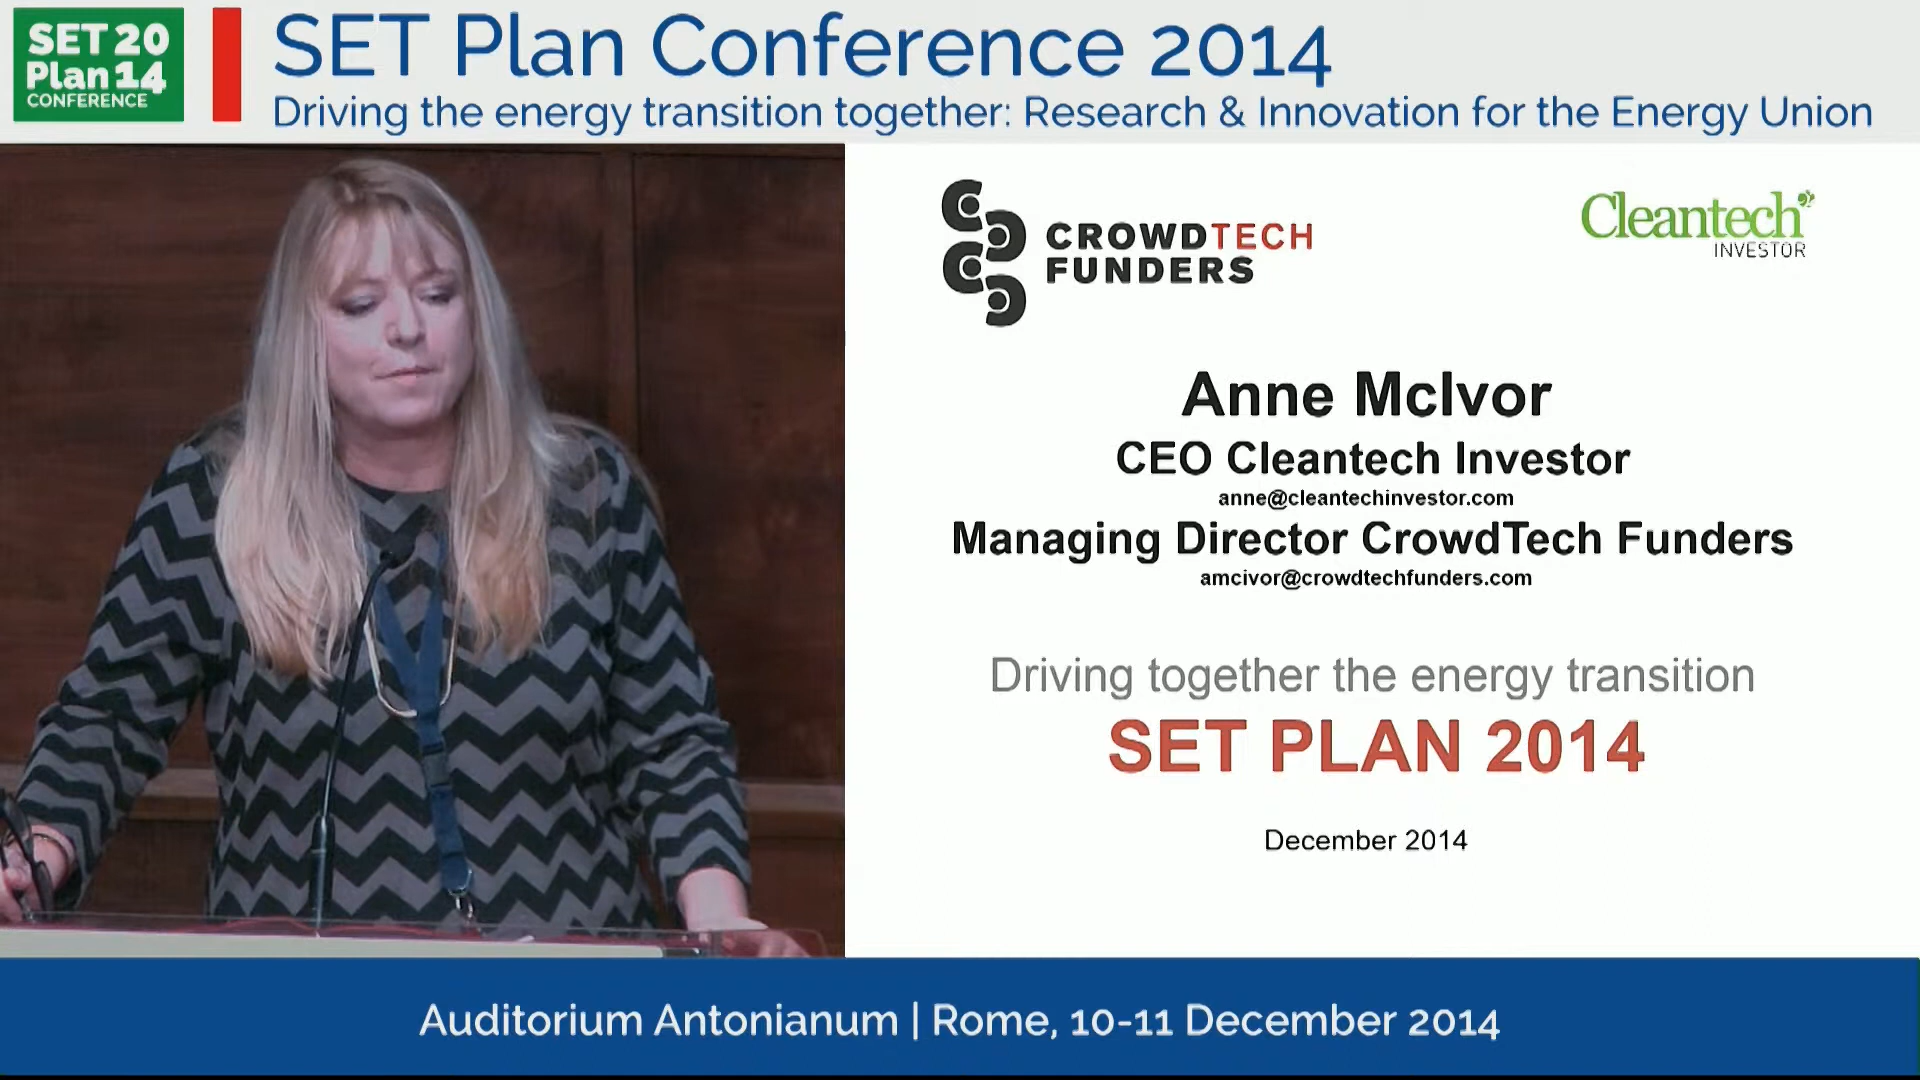 SET 20
Plan 14
CONFERENCE
SET Plan Conference 2014
Driving the energy transition together: Research & Innovation for the Energy Union
CROWDTECH
FUNDERS
Cleantech
INVESTOR
Anne McIvor
CEO Cleantech Investor
anne@cleantechinvestor.com
Managing Director CrowdTech Funders
amcivor@crowdtechfunders.com
Driving together the energy transition
SET PLAN 2014
December 2014
Auditorium Antonianum | Rome, 10-11 December 2014